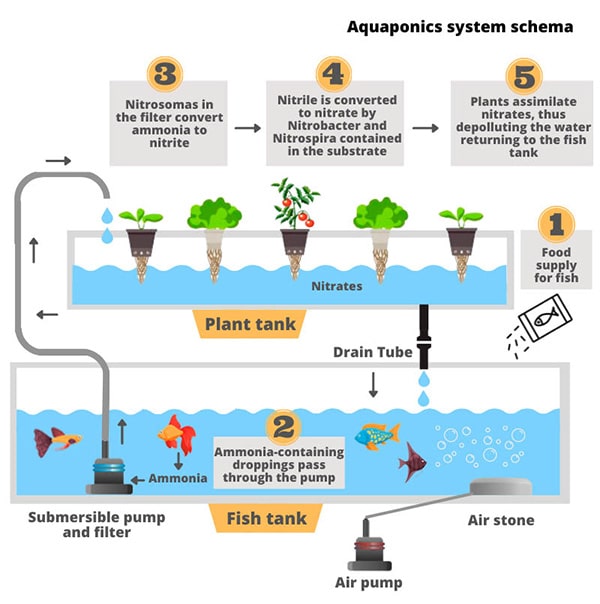 Aquaponics system schema
3
Nitrosomas in
the filter convert
ammonia to
nitrite
4
Nitrile is converted
to nitrate by
Nitrobacter and
Nitrospira contained
in the substrate
5
Plants assimilate
nitrates, thus
depolluting the water
returning to the fish
tank
1
Food
supply
for fish
Nitrates
Plant tank
Drain Tube
2
Ammonia-containing
droppings pass
through the pump
Ammonia
Submersible pump
and filter
Fish tank
Air stone
Air pump